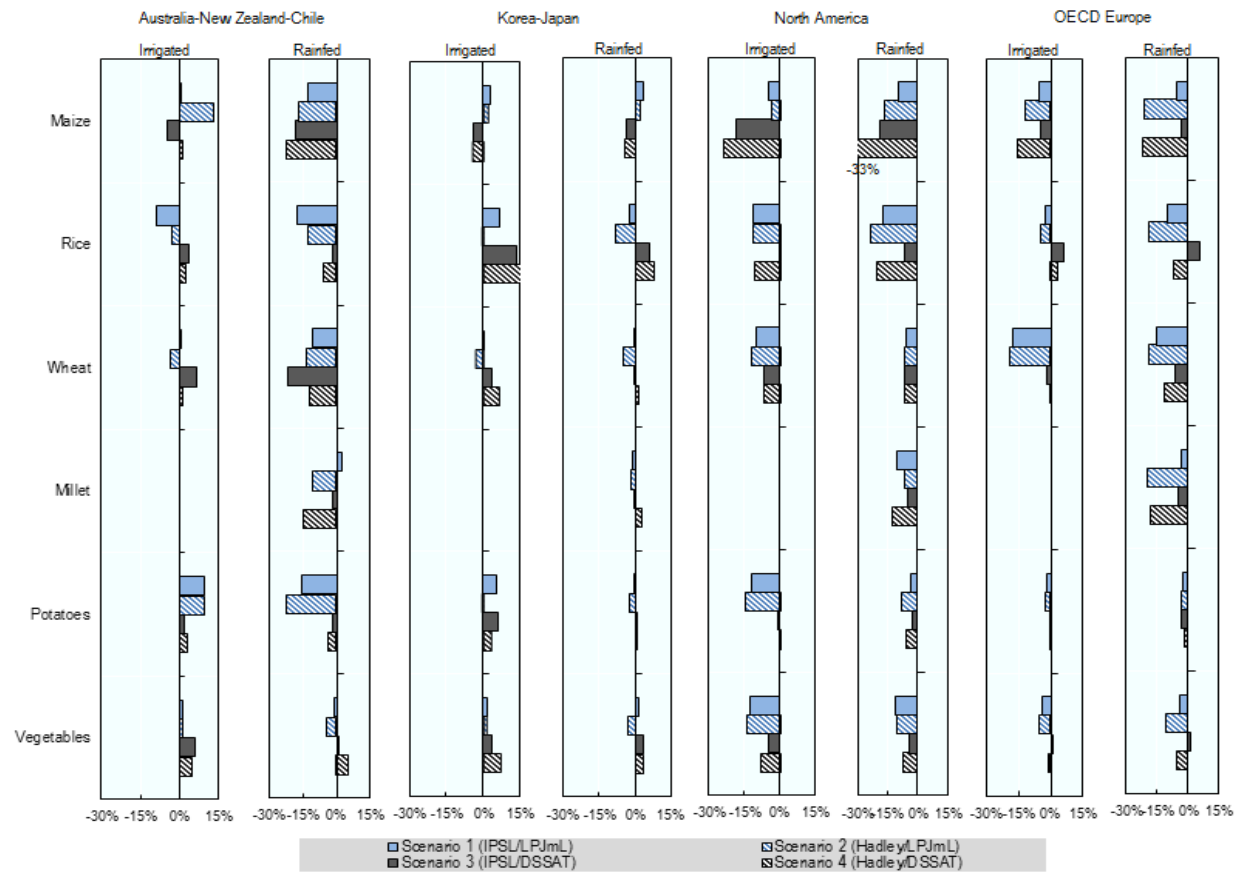 Australia-New Zealand-Chile Korea-Japan North America OECD Europe
Irrigated Rainfed Irrigated Rainfed Irrigated Rainfed Irrigated Rainfed
Maize
-33%
Rice
Wheat
Millet
Potatoes
Vegetables
-30% -15% 0% 15% -30% -15% 0% 15% -30% -15% 0% 15% -30% -15% 0% 15% -30% -15% 0% 15% -30% -15% 0% 15% -30% -15% 0% 15% -30% -15% 0% 15%
Scenario 1 (IPSL/LPJmL) Scenario 2 (Hadley/LPJmL)
Scenario 3 (IPSL/DSSAT) Scenario 4 (Hadley/DSSAT)